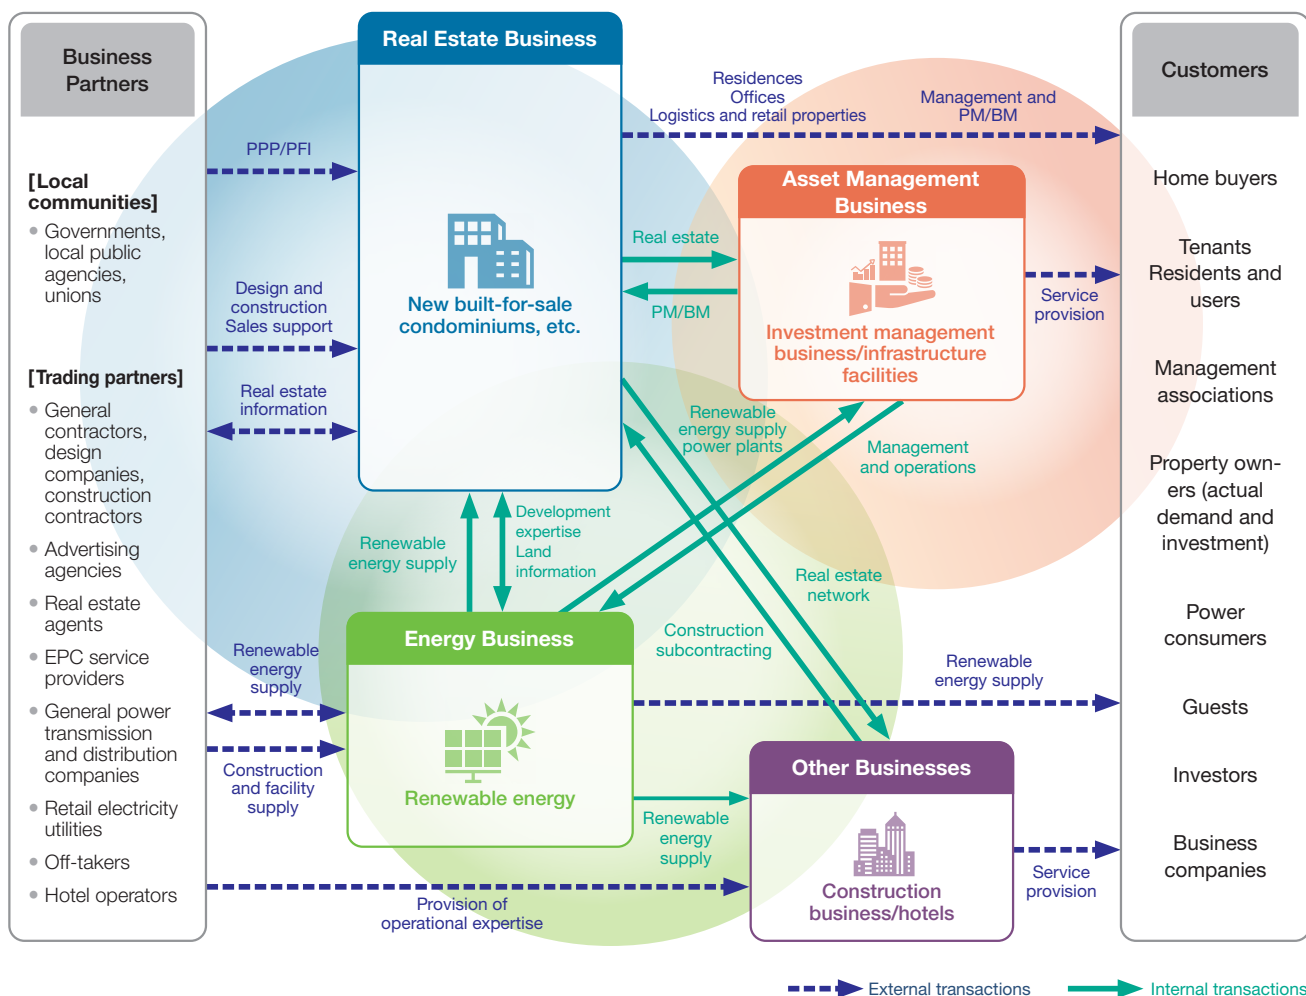 Business
Partners
[Local
communities]
• Governments,
local public
agencies,
unions
[Trading partners]
• General
contractors,
design
companies,
construction
contractors
• Advertising
agencies
• Real estate
agents
• EPC service
providers
• General power
transmission
and distribution
companies
• Retail electricity
utilities
• Off-takers
• Hotel operators
PPP/PFI
Design and
construction
Sales support
Real estate
information
Renewable
energy
supply
Construction
and facility
supply
Provision of
operational expertise
Real Estate Business
New built-for-sale
condominiums, etc.
Residences
Offices
Logistics and retail properties
Management and
PM/BM
Real estate
PM/BM
Asset Management
Business
Investment management
business/infrastructure
facilities
Service
provision
Renewable
energy supply
power plants
Management
and operations
Renewable
energy supply
Development
expertise
Land
information
Real estate
network
Construction
subcontracting
Energy Business
Renewable energy
Renewable
energy supply
Renewable
energy
supply
Other Businesses
Construction
business/hotels
Service
provision
Customers
Home buyers
Tenants
Residents and
users
Management
associations
Property own-
ers (actual
demand and
investment)
Power
consumers
Guests
Investors
Business
companies
External transactions
Internal transactions